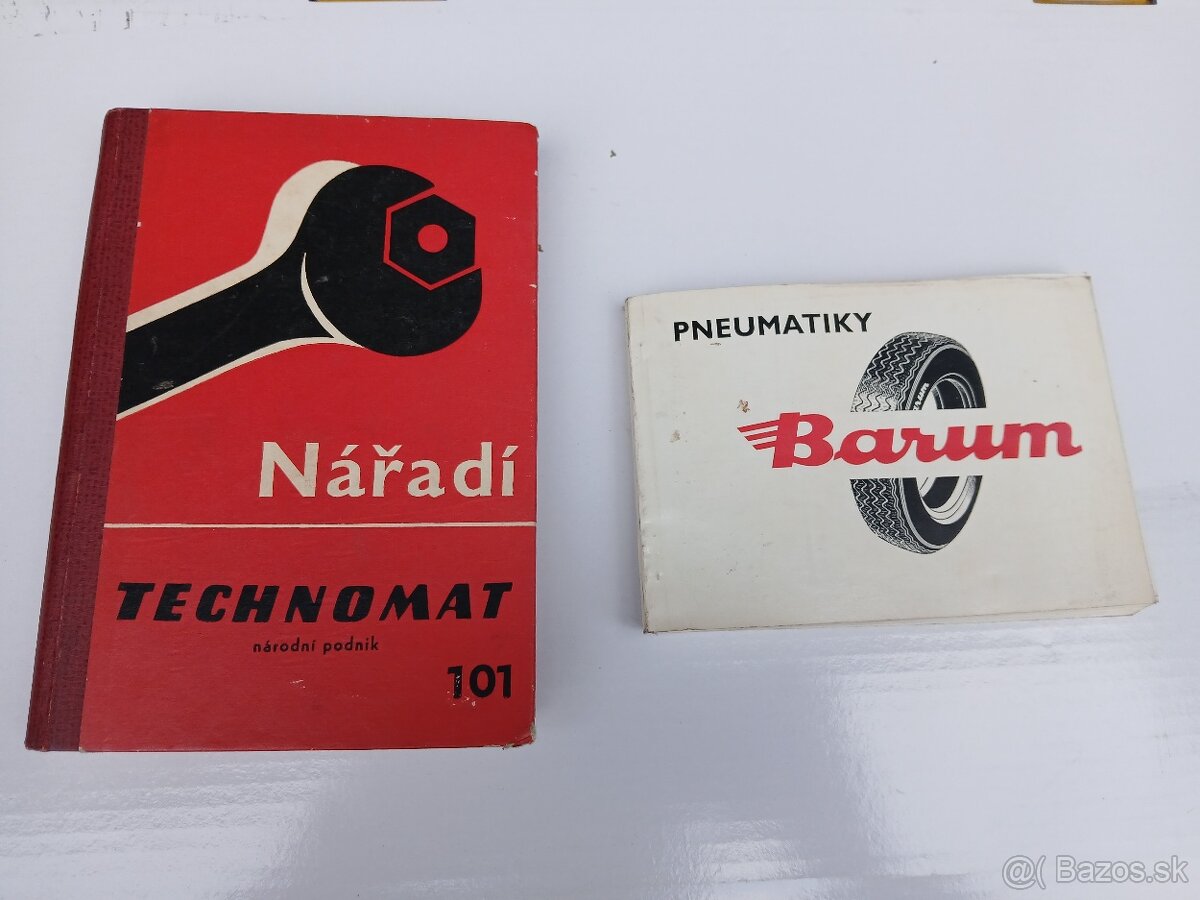 Nářadí
TECHNOMAT
národní podnik
101
PNEUMATIKY
Barum
@( Bazos.sk